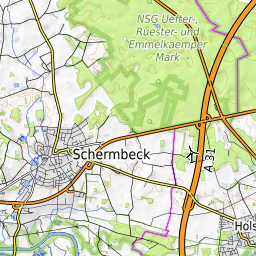 NSG Uefter-,
Rüester- und
Emmelkaemper
Mark
Schermbeck
A 31
Hols